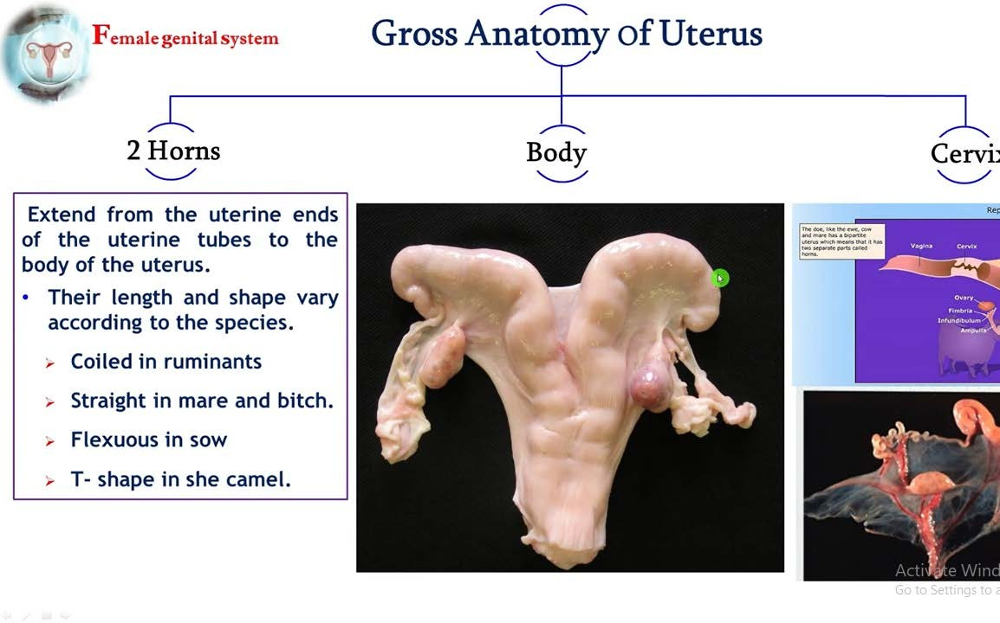 Female genital system
Gross Anatomy of Uterus
2 Horns
Body
Cervix
Extend from the uterine ends
of the uterine tubes to the
body of the uterus.
• Their length and shape vary
according to the species.
➢ Coiled in ruminants
➢ Straight in mare and bitch.
➢ Flexuous in sow
➢ T- shape in she camel.
Rep
The doe, like the ewe, cow
and mare has a bipartite
uterus which means that it has
two separate parts called
horns.
Vagina
Cervix
Ovary
Fimbria
Infundibulum
Ampulla
Activate Wind
Go to Settings to a